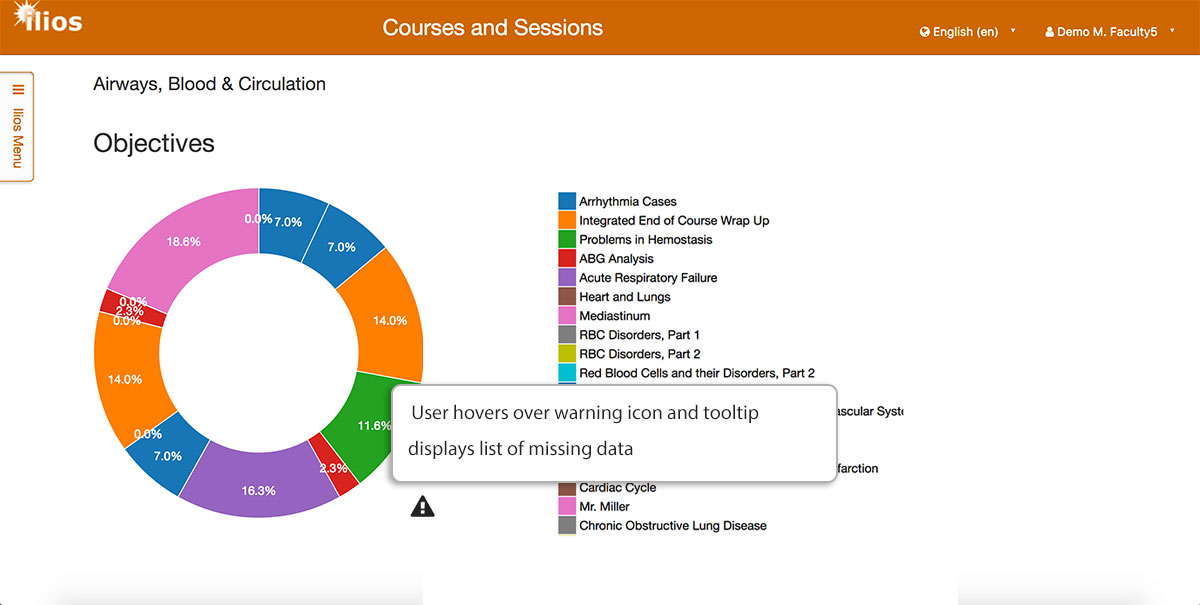 ilios
Courses and Sessions
English (en)
Demo M. Faculty5
Ilios Menu
Airways, Blood & Circulation
Objectives
0.0%
7.0%
7.0%
14.0%
11.6%
2.3%
16.3%
7.0%
0.0%
14.0%
0.0%
2.3%
0.0%
18.6%
Arrhythmia Cases
Integrated End of Course Wrap Up
Problems in Hemostasis
ABG Analysis
Acute Respiratory Failure
Heart and Lungs
Mediastinum
RBC Disorders, Part 1
RBC Disorders, Part 2
Red Blood Cells and their Disorders, Part 2
User hovers over warning icon and tooltip
displays list of missing data
Cardiac Cycle
Mr. Miller
Chronic Obstructive Lung Disease